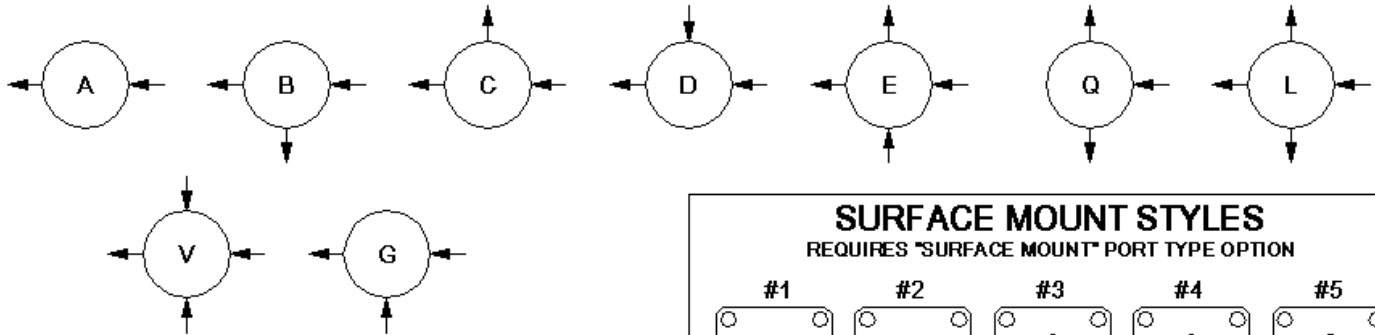 A B C D E Q L
V G
SURFACE MOUNT STYLES
REQUIRES "SURFACE MOUNT" PORT TYPE OPTION
#1 #2 #3 #4 #5